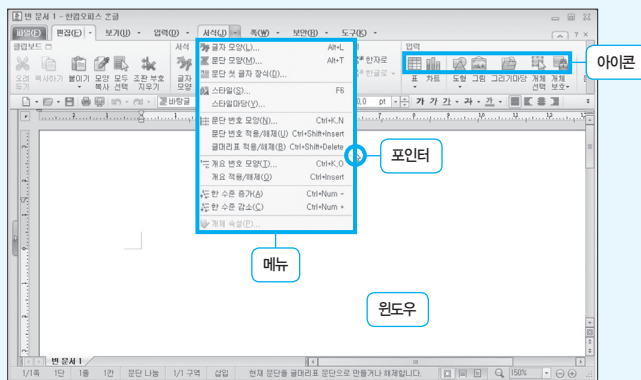 빈 문서 1 - 한컴오피스 흔글
파일(F) 편집(E) 보기(U) 입력(D) 서식(J) 쪽(W) 보안(B) 도구(K)
클립보드 서식 입력
오려 두기 복사하기 붙이기 모양 복사 모두 선택 조판 부호 지우기 글자 모양
글자 모양(L)... Alt+L
문단 모양(M)... Alt+T
문단 첫 글자 장식(D)...
스타일(S)... F6
스타일마당(Y)...
문단 번호 모양(N)... Ctrl+K,N
문단 번호 적용/해제(U) Ctrl+Shift+Insert
글머리표 적용/해제(B) Ctrl+Shift+Delete
개요 번호 모양(T)... Ctrl+K,O
개요 적용/해제(O) Ctrl+Insert
한 수준 증가(A) Ctrl+Num -
한 수준 감소(C) Ctrl+Num +
개체 속성(P)...
한자로
한글로
표 차트 도형 그림 그리기마당 개체 선택 개체 보호
아이콘
바탕글 pt 가 가 가 가 가
포인터
메뉴
윈도우
빈 문서 1
1/1쪽 1단 1줄 1칸 문단 나눔 1/1 구역 삽입 현재 문단을 글머리표 문단으로 만들거나 해제합니다. 150%